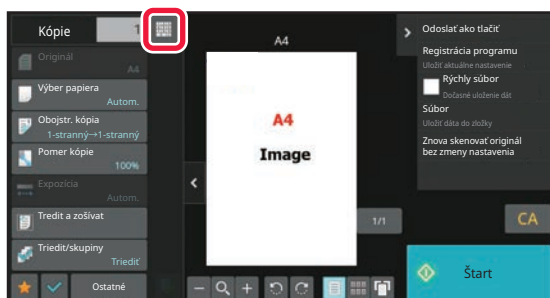 Kópie
1
Originál
A4
Výber papiera
Autom.
Obojstr. kópia
1-stranný→1-stranný
Pomer kópie
100%
Expozícia
Autom.
Tredit a zošívat
Triediť/skupiny
Triediť
Ostatné
A4
A4
Image
1/1
Odoslať ako tlačiť
Registrácia programu
Uložiť aktuálne nastavenie
Rýchly súbor
Dočasné uloženie dát
Súbor
Uložiť dáta do zložky
Znova skenovať originál
bez zmeny nastavenia
CA
Štart